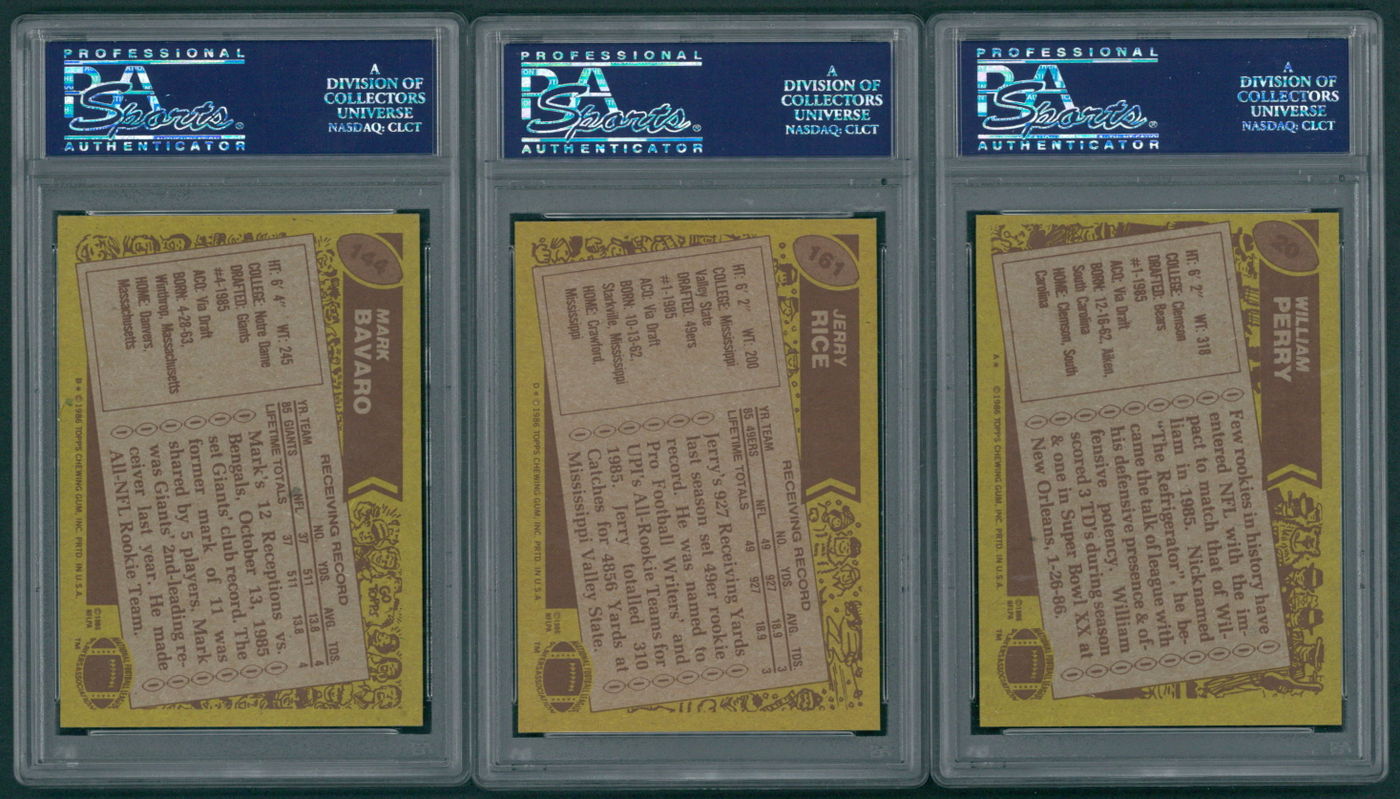 PROFESSIONAL
PSA
Sports®
AUTHENTICATOR
A
DIVISION OF
COLLECTORS
UNIVERSE
NASDAQ: CLCT
144
MARK
BAVARO
HT: 6' 4" WT: 245
COLLEGE: Notre Dame
DRAFTED: Giants
#4-1985
ACQ: Via Draft
BORN: 4-28-63,
Winthrop, Massachusetts
HOME: Danvers,
Massachusetts
RECEIVING RECORD
YR TEAM NO. YDS. AVG. TDS.
85 GIANTS NFL 37 511 13.8 4
LIFETIME TOTALS 37 511 13.8 4
Mark's 12 Receptions vs.
Bengals, October 13, 1985
set Giants' club record. The
former mark of 11 was
shared by 5 players. Mark
was Giants' 2nd-leading re-
ceiver last year. He made
All-NFL Rookie Team.
GO TOPPS
B* © 1986 TOPPS CHEWING GUM, INC. PRTD. IN U.S.A.
© 1986
NFLPA
TM
PROFESSIONAL
PSA
Sports®
AUTHENTICATOR
A
DIVISION OF
COLLECTORS
UNIVERSE
NASDAQ: CLCT
161
JERRY
RICE
HT: 6' 2" WT: 200
COLLEGE: Mississippi
Valley State
DRAFTED: 49ers
#1-1985
ACQ: Via Draft
BORN: 10-13-62,
Starkville, Mississippi
HOME: Crawford,
Mississippi
RECEIVING RECORD
YR TEAM NO. YDS. AVG. TDS.
85 49ERS NFL 49 927 18.9 3
LIFETIME TOTALS 49 927 18.9 3
Jerry's 927 Receiving Yards
last season set 49er rookie
record. He was named to
Pro Football Writers' and
UPI's All-Rookie Teams for
1985. Jerry totalled 310
Catches for 4856 Yards at
Mississippi Valley State.
D* © 1986 TOPPS CHEWING GUM, INC. PRTD. IN U.S.A.
© 1986
NFLPA
TM
PROFESSIONAL
PSA
Sports®
AUTHENTICATOR
A
DIVISION OF
COLLECTORS
UNIVERSE
NASDAQ: CLCT
20
WILLIAM
PERRY
HT: 6' 2" WT: 318
COLLEGE: Clemson
DRAFTED: Bears
#1-1985
ACQ: Via Draft
BORN: 12-16-62, Aiken,
South Carolina
HOME: Clemson, South
Carolina
Few rookies in history have
entered NFL with the im-
pact to match that of Wil-
liam in 1985. Nicknamed
"The Refrigerator", he be-
came the talk of league with
his defensive presence & of-
fensive potency. William
scored 3 TD's during season
& one in Super Bowl XX at
New Orleans, 1-26-86.
A* © 1986 TOPPS CHEWING GUM, INC. PRTD. IN U.S.A.
© 1986
NFLPA
TM